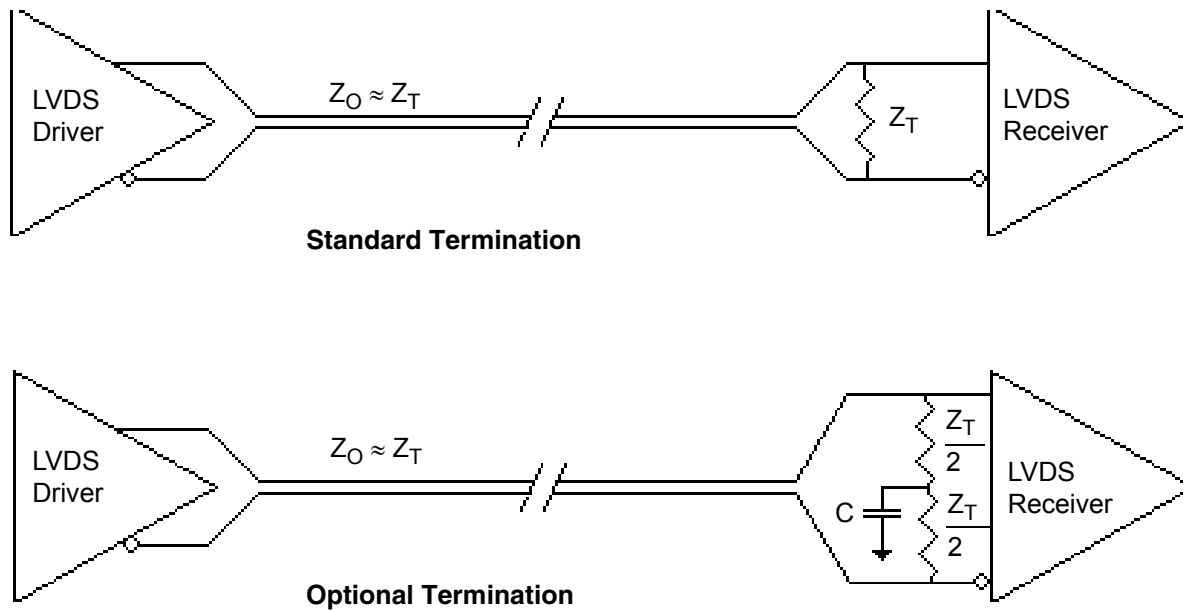 LVDS
Driver
Z_O ≈ Z_T
Z_T
LVDS
Receiver
Standard Termination
LVDS
Driver
Z_O ≈ Z_T
C
Z_T
2
Z_T
2
LVDS
Receiver
Optional Termination